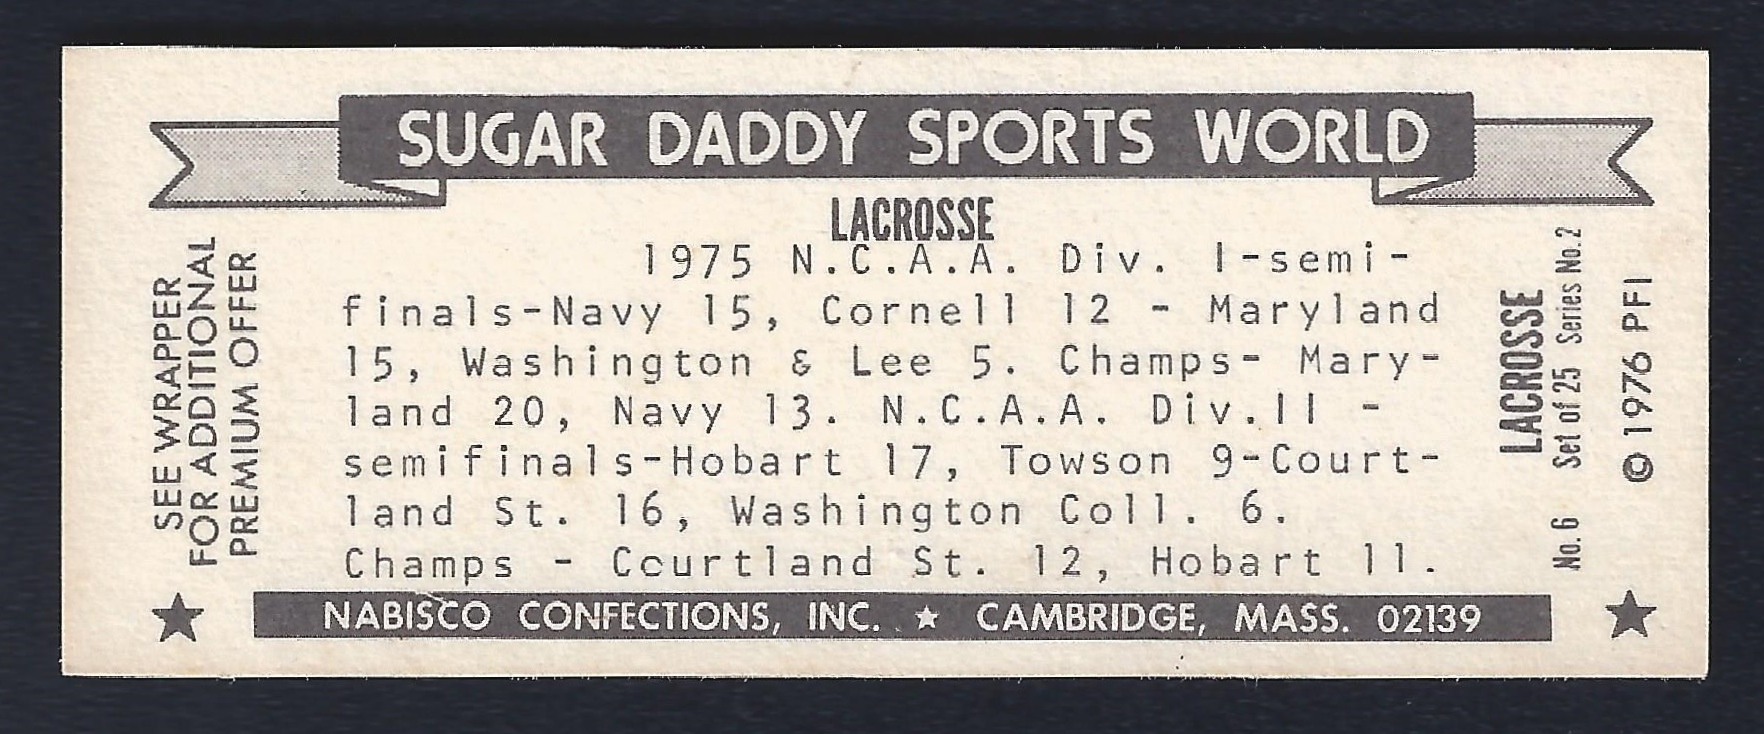 SUGAR DADDY SPORTS WORLD
LACROSSE
1975 N.C.A.A. Div. I-semi-
finals-Navy 15, Cornell 12 - Maryland
15, Washington & Lee 5. Champs- Mary-
land 20, Navy 13. N.C.A.A. Div.II -
semifinals-Hobart 17, Towson 9-Court-
land St. 16, Washington Coll. 6.
Champs - Courtland St. 12, Hobart 11.
SEE WRAPPER
FOR ADDITIONAL
PREMIUM OFFER
LACROSSE
No. 6 Set of 25 Series No. 2
© 1976 PFI
★ NABISCO CONFECTIONS, INC. ★ CAMBRIDGE, MASS. 02139 ★